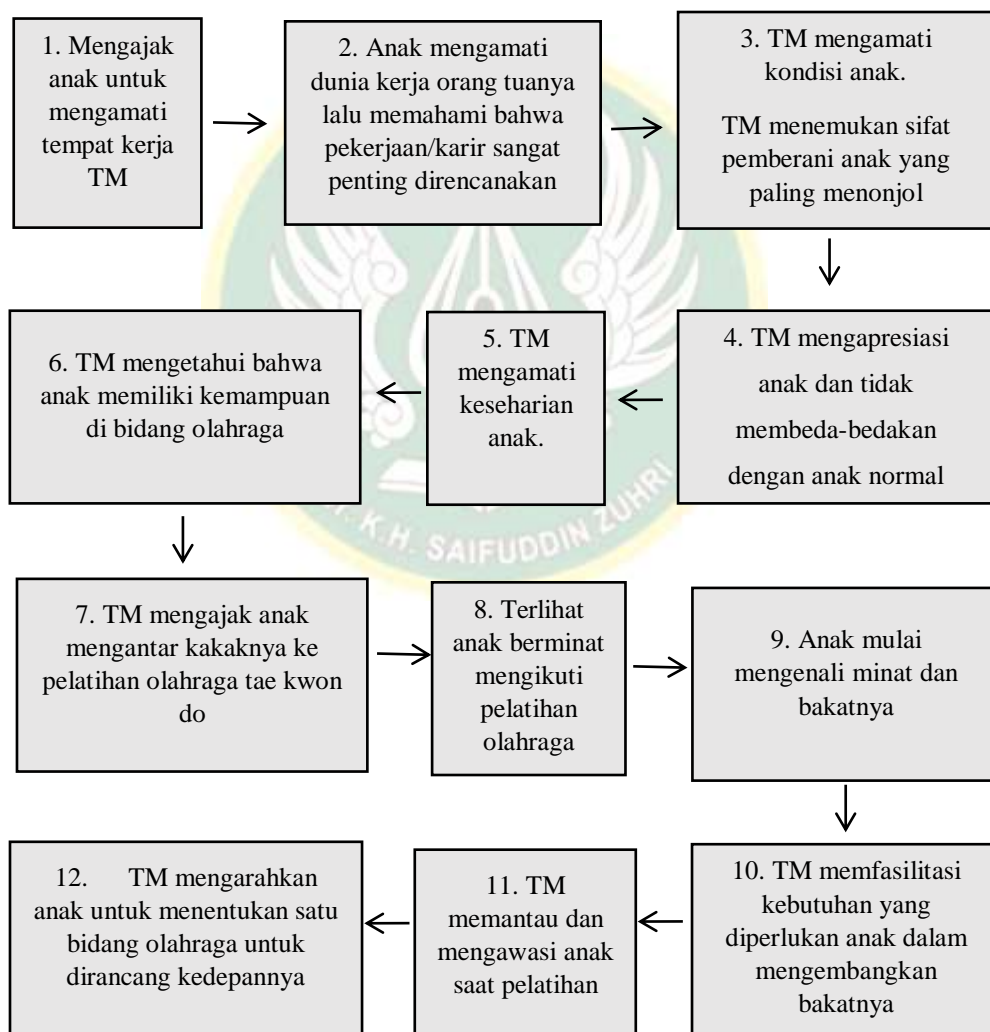 1. Mengajak
anak untuk
mengamati
tempat kerja
TM
2. Anak mengamati
dunia kerja orang tuanya
lalu memahami bahwa
pekerjaan/karir sangat
penting direncanakan
3. TM mengamati
kondisi anak.
TM menemukan sifat
pemberani anak yang
paling menonjol
4. TM mengapresiasi
anak dan tidak
membeda-bedakan
dengan anak normal
5. TM
mengamati
keseharian
anak.
6. TM mengetahui bahwa
anak memiliki kemampuan
di bidang olahraga
K.H. SAIFUDDIN ZUHRI
7. TM mengajak anak
mengantar kakaknya ke
pelatihan olahraga tae kwon
do
8. Terlihat
anak berminat
mengikuti
pelatihan
olahraga
9. Anak mulai
mengenali minat dan
bakatnya
10. TM memfasilitasi
kebutuhan yang
diperlukan anak dalam
mengembangkan
bakatnya
11. TM
memantau dan
mengawasi anak
saat pelatihan
12. TM mengarahkan
anak untuk menentukan satu
bidang olahraga untuk
dirancang kedepannya